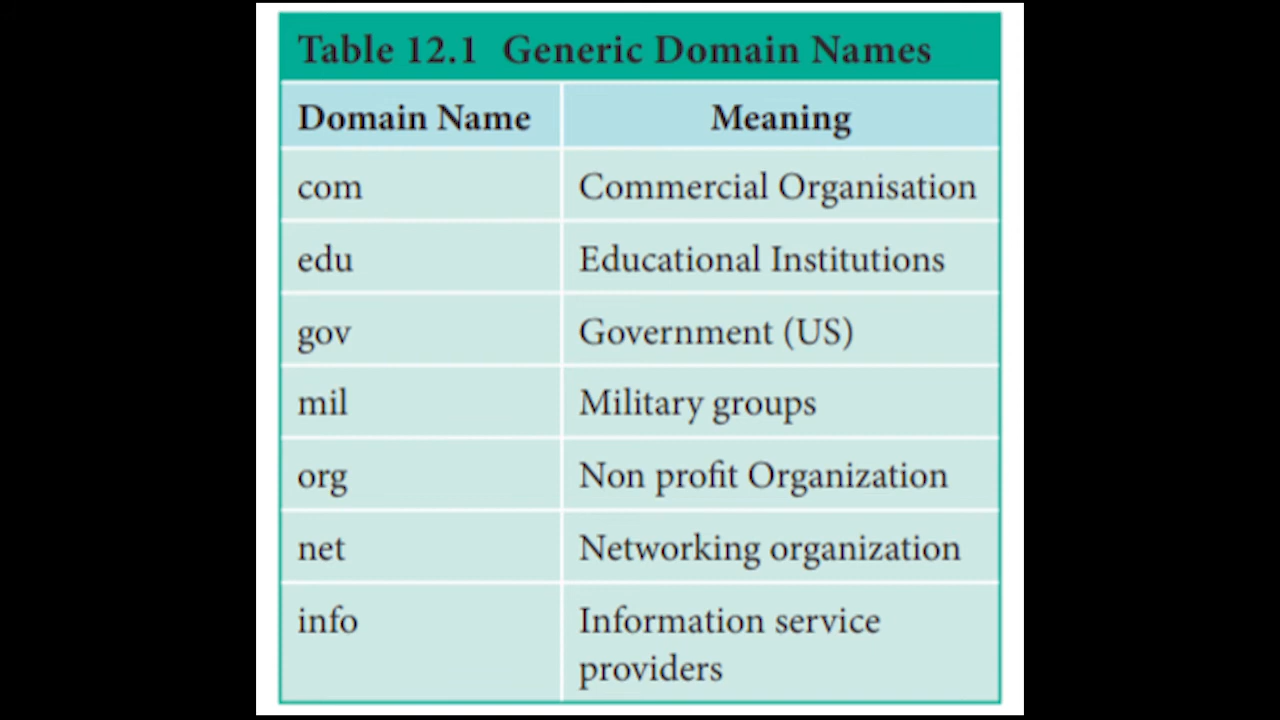 Table 12.1 Generic Domain Names
Domain Name Meaning
com Commercial Organisation
edu Educational Institutions
gov Government (US)
mil Military groups
org Non profit Organization
net Networking organization
info Information service
providers